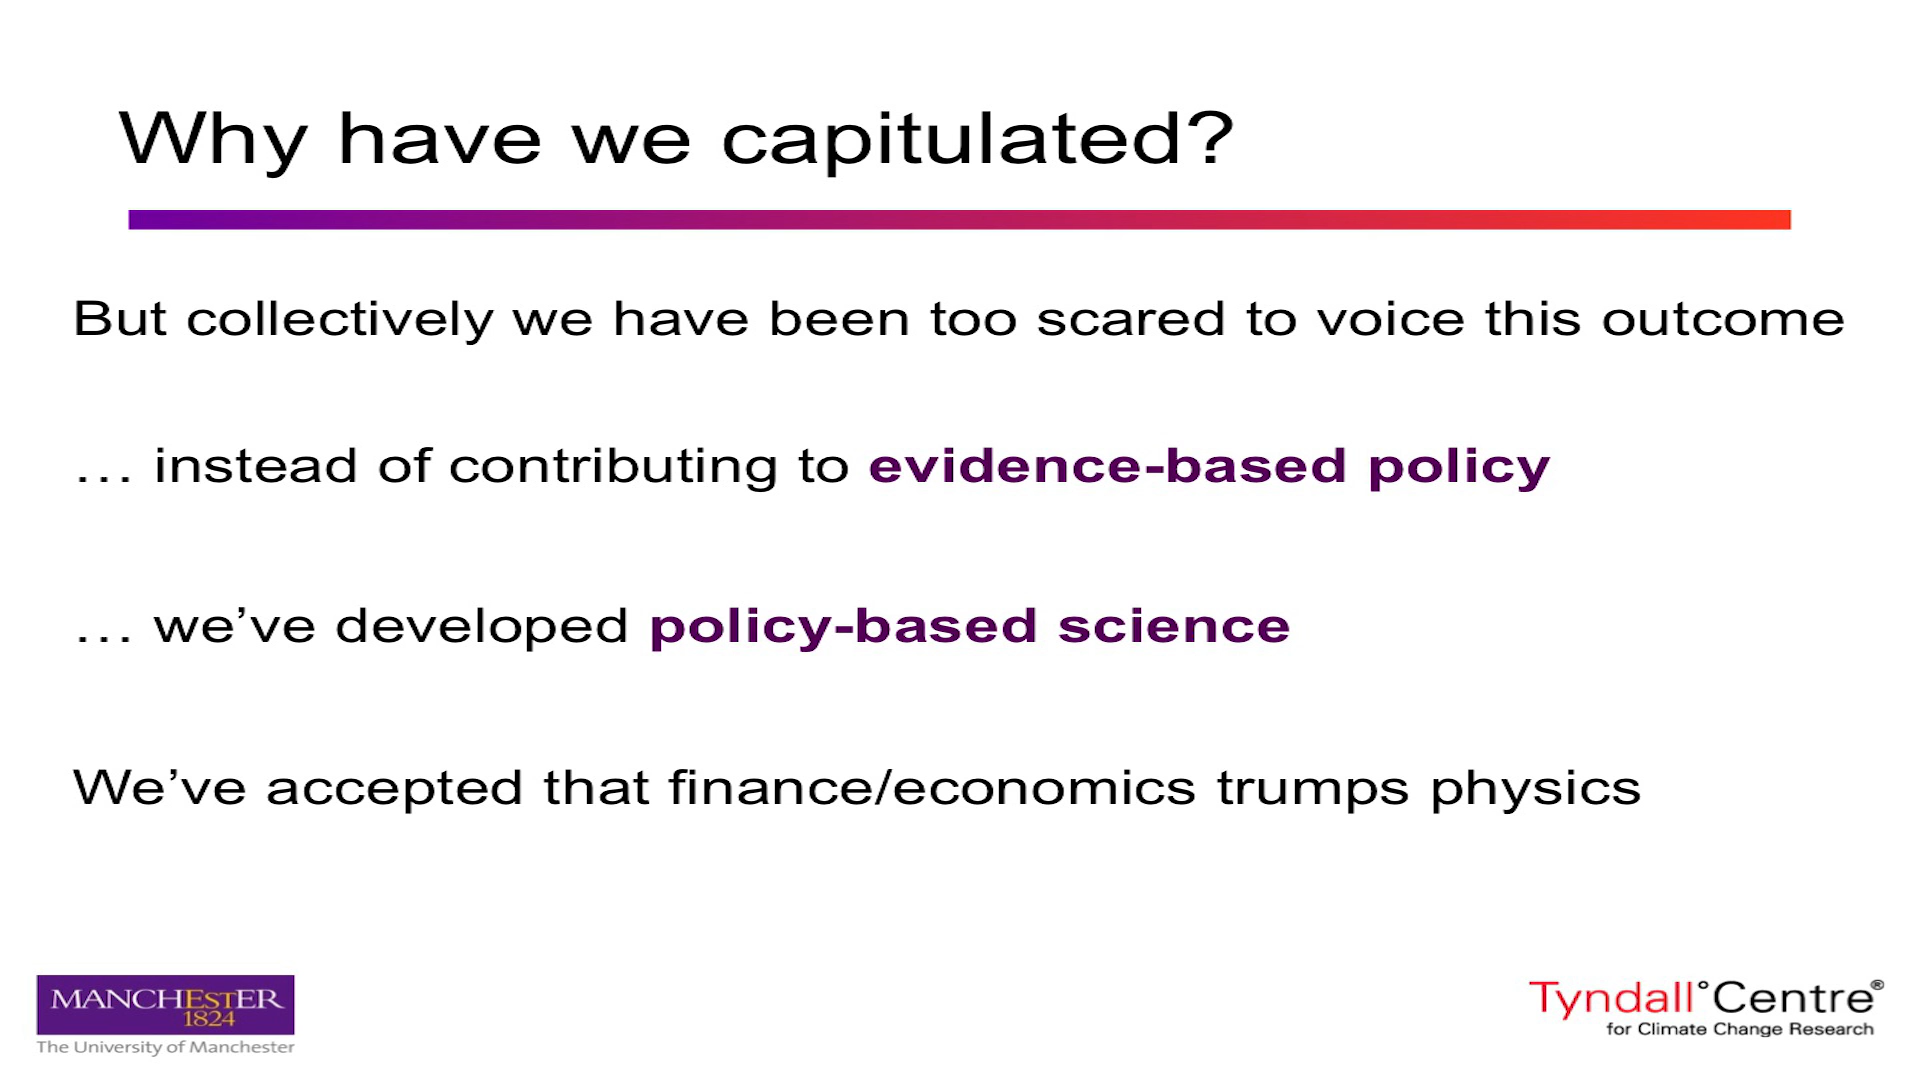 Why have we capitulated?
But collectively we have been too scared to voice this outcome
… instead of contributing to evidence-based policy
… we’ve developed policy-based science
We’ve accepted that finance/economics trumps physics
MANCHEsTER
1824
The University of Manchester
Tyndall°Centre®
for Climate Change Research